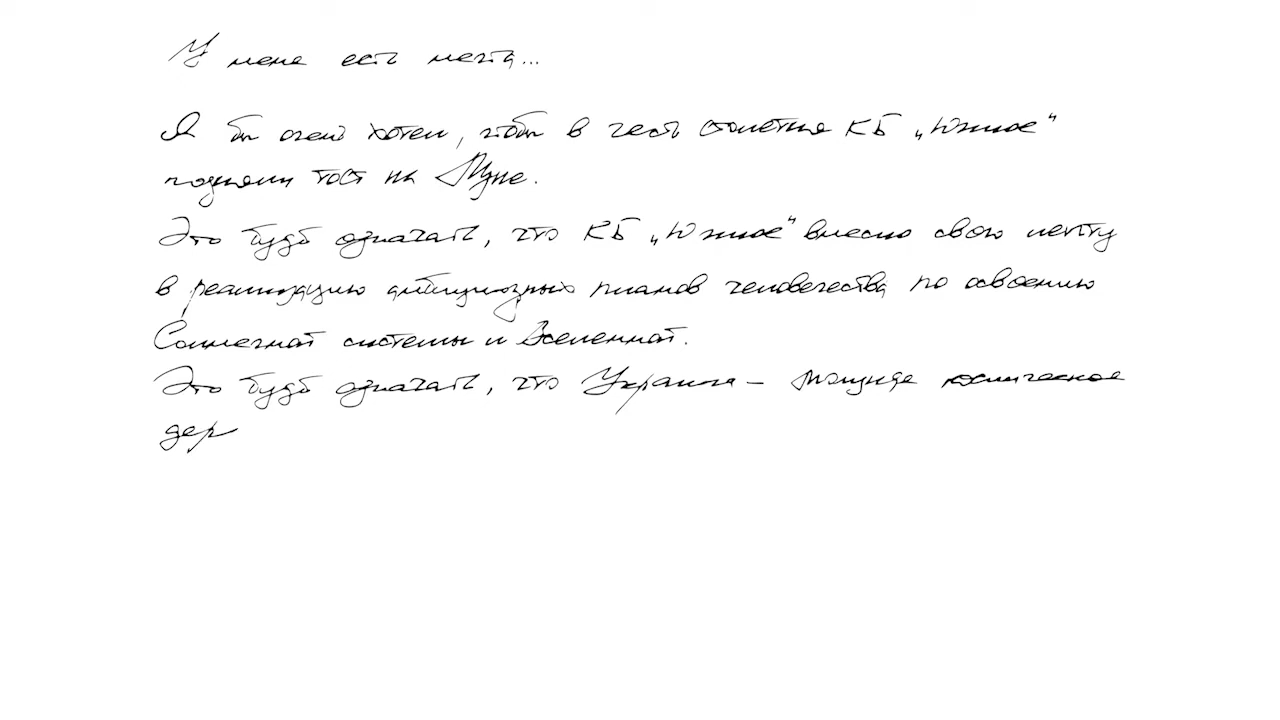 У меня есть мечта...
Я бы очень хотел, чтобы в честь столетия КБ „Южное"
подняли тост на Луне.
Это будет означать, что КБ „Южное" внесло свою лепту
в реализацию амбициозных планов человечества по освоению
Солнечной системы и Вселенной.
Это будет означать, что Украина — космическое
дер